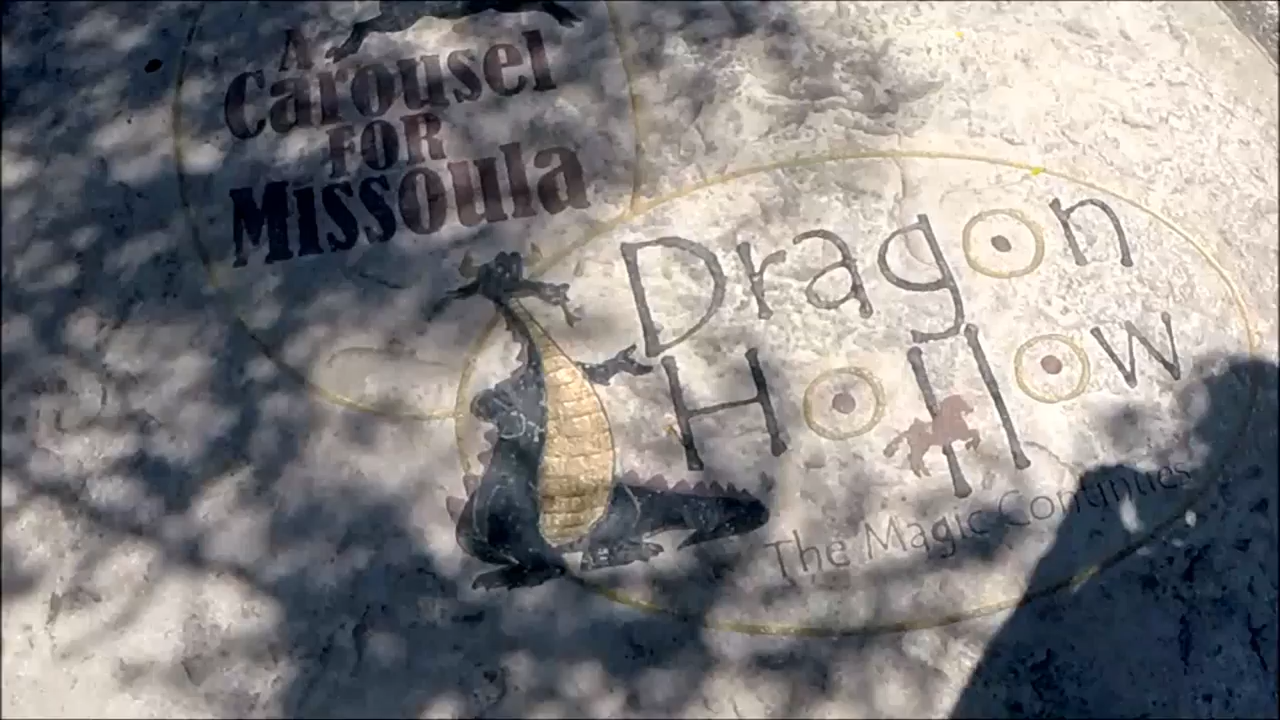 A
Carousel
FOR
Missoula
Dragon
Hollow
The Magic Continues